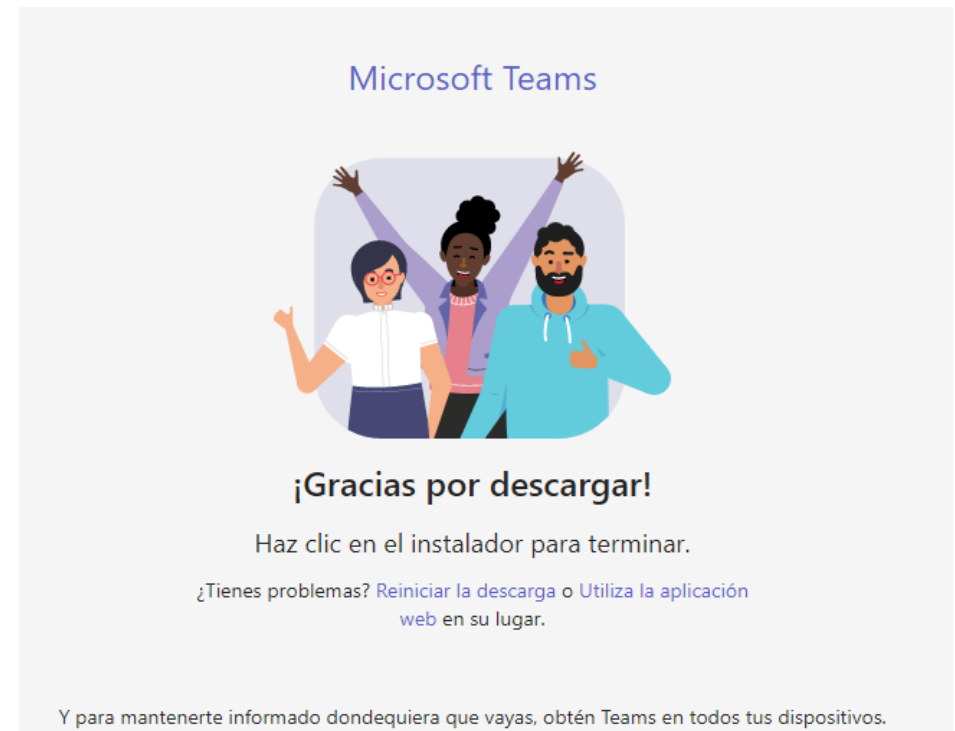 Microsoft Teams
¡Gracias por descargar!
Haz clic en el instalador para terminar.
¿Tienes problemas? Reiniciar la descarga o Utiliza la aplicación
web en su lugar.
Y para mantenerte informado dondequiera que vayas, obtén Teams en todos tus dispositivos.